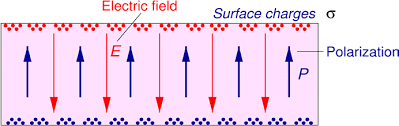 Electric field
Surface charges σ
E
Polarization
P